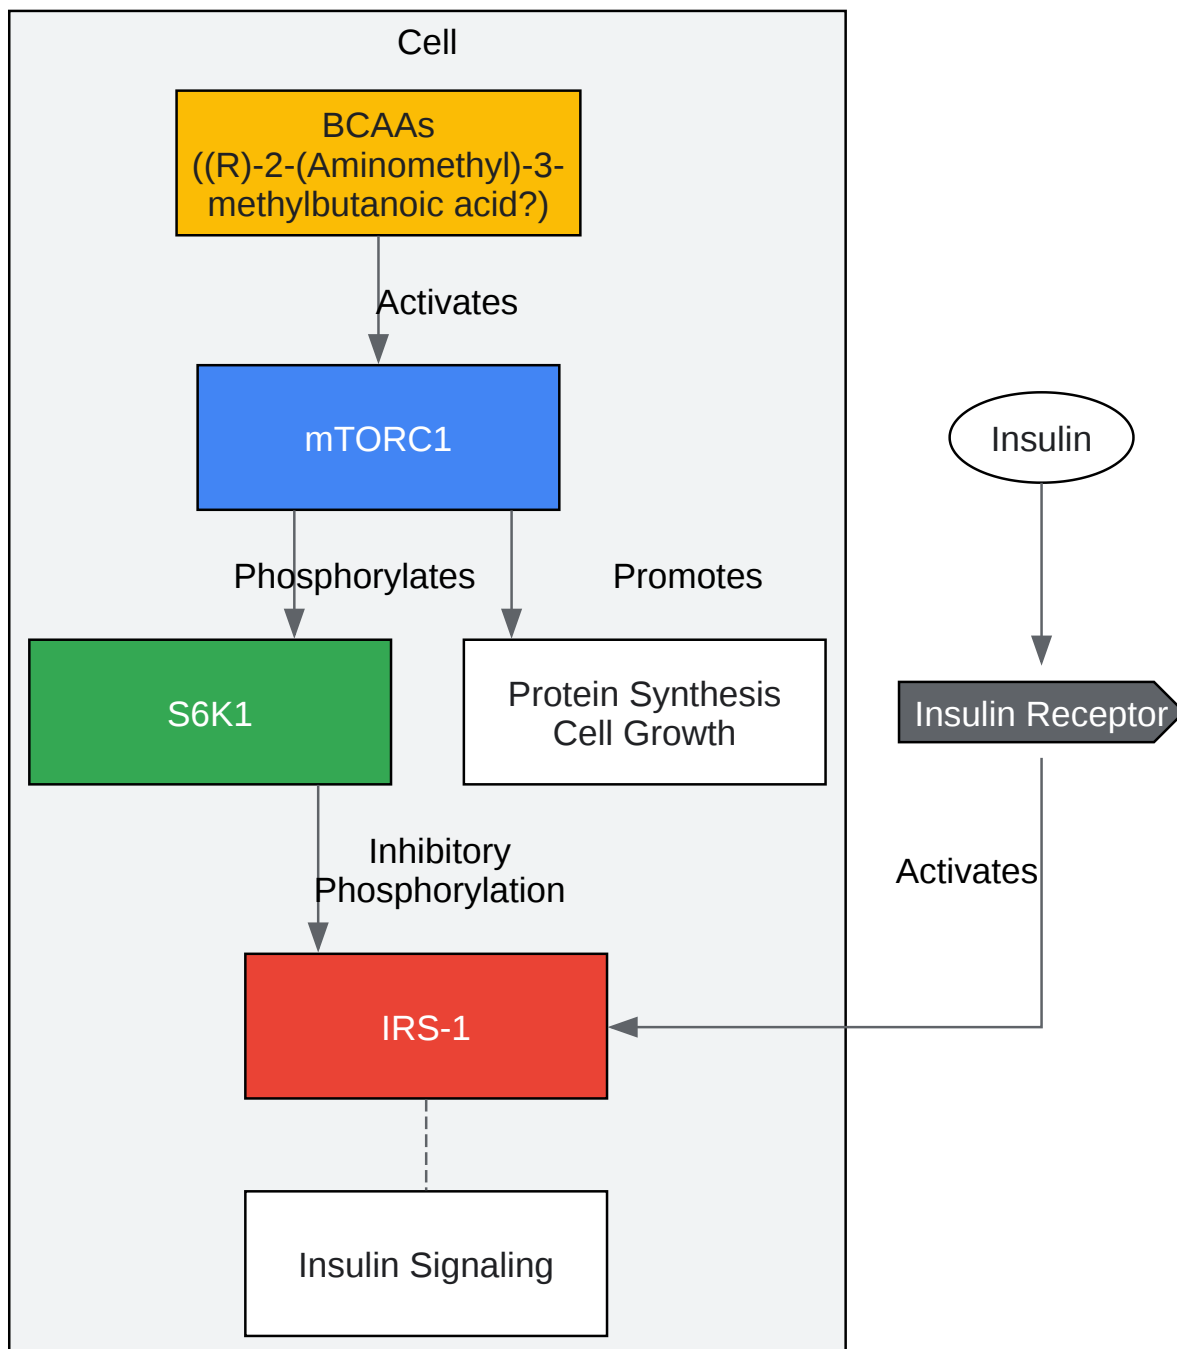 Cell
BCAAs
((R)-2-(Aminomethyl)-3-
methylbutanoic acid?)
Activates
mTORC1
Insulin
Phosphorylates
Promotes
S6K1
Protein Synthesis
Cell Growth
Insulin Receptor
Inhibitory
Phosphorylation
Activates
IRS-1
Insulin Signaling